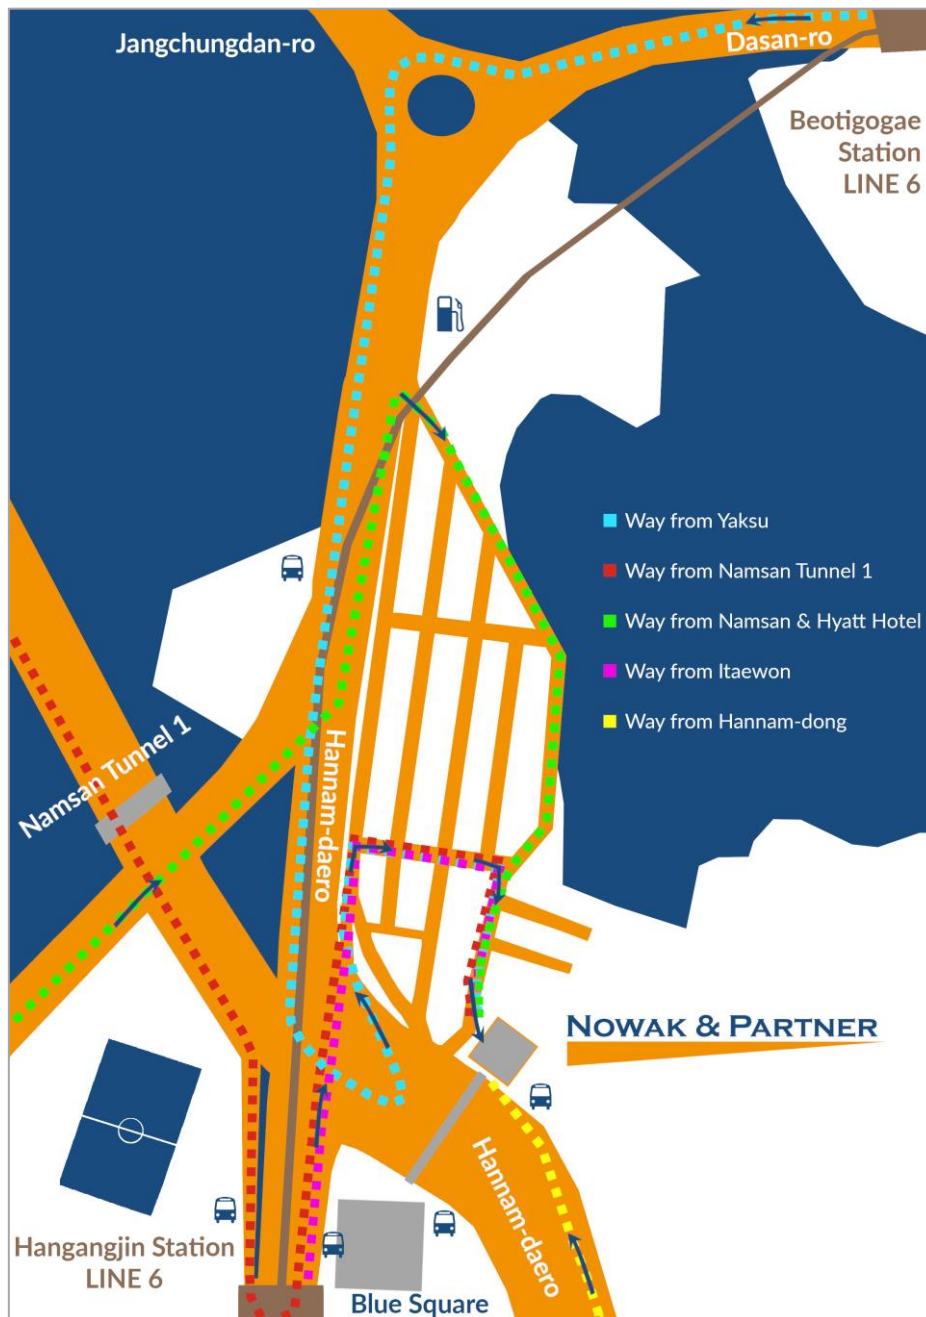 Jangchungdan-ro
Dasan-ro
Beotigogae
Station
LINE 6
Way from Yaksu
Way from Namsan Tunnel 1
Way from Namsan & Hyatt Hotel
Way from Itaewon
Way from Hannam-dong
Namsan Tunnel 1
Hannam-daero
NOWAK & PARTNER
Hannam-daero
Hangangjin Station
LINE 6
Blue Square